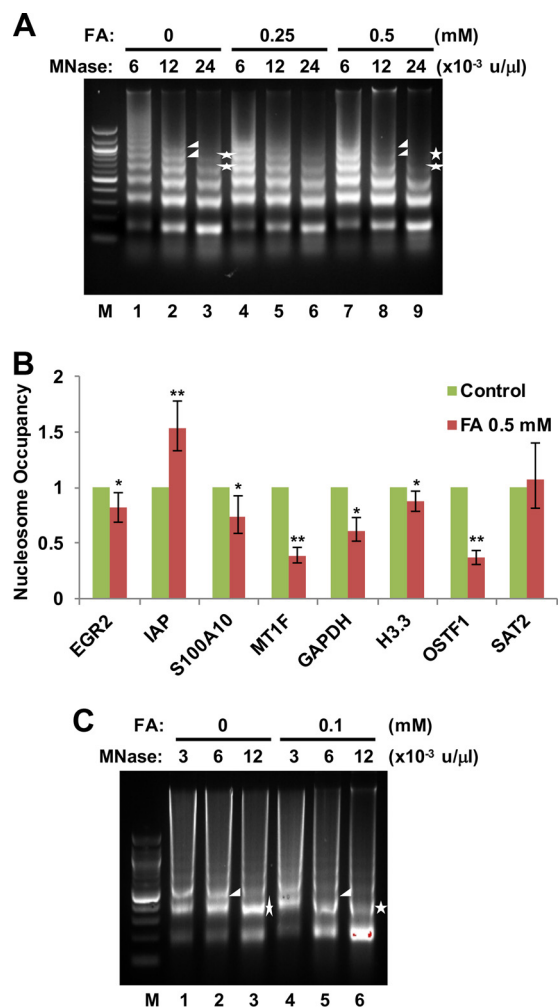 A
FA: 0 0.25 0.5 (mM)
MNase: 6 12 24 6 12 24 6 12 24 (x10⁻³ u/µl)
M 1 2 3 4 5 6 7 8 9
B
Nucleosome Occupancy
2
1.5
1
0.5
0
Control
FA 0.5 mM
* ** * ** * * **
EGR2 IAP S100A10 MT1F GAPDH H3.3 OSTF1 SAT2
C
FA: 0 0.1 (mM)
MNase: 3 6 12 3 6 12 (x10⁻³ u/µl)
M 1 2 3 4 5 6